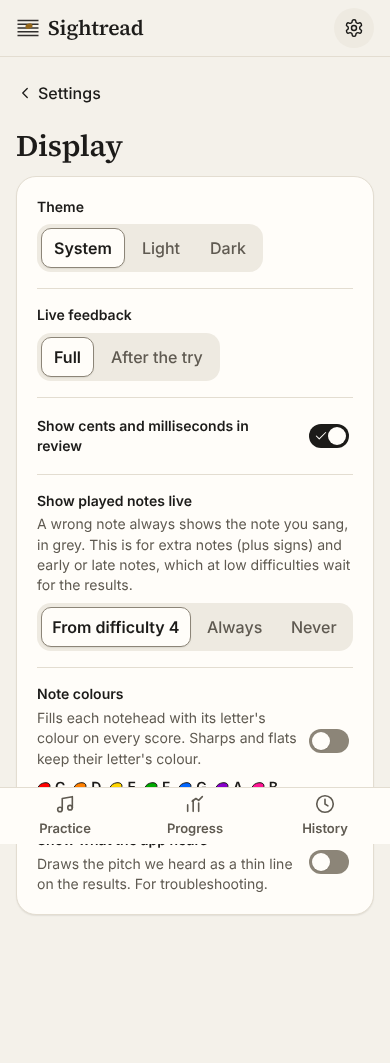 Sightread
Settings
Display
Theme
System Light Dark
Live feedback
Full After the try
Show cents and milliseconds in
review
Show played notes live
A wrong note always shows the note you sang,
in grey. This is for extra notes (plus signs) and
early or late notes, which at low difficulties wait
for the results.
From difficulty 4 Always Never
Note colours
Fills each notehead with its letter's
colour on every score. Sharps and flats
keep their letter's colour.
Practice Progress History
Draws the pitch we heard as a thin line
on the results. For troubleshooting.